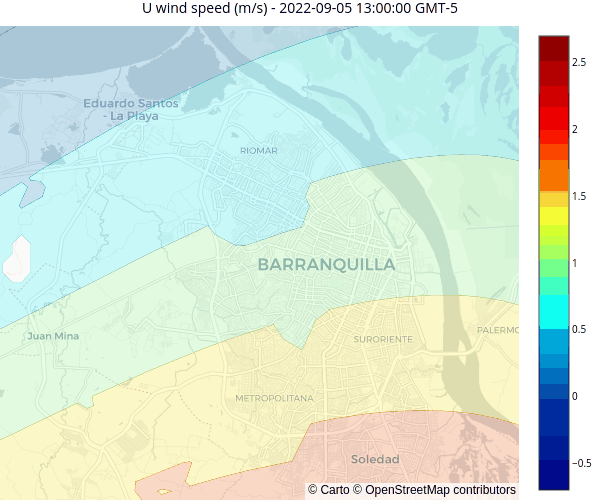 U wind speed (m/s) - 2022-09-05 13:00:00 GMT-5
Eduardo Santos
- La Playa
RIOMAR
BARRANQUILLA
Juan Mina
SURORIENTE
PALERMO
METROPOLITANA
Soledad
© Carto © OpenStreetMap contributors
2.5
2
1.5
1
0.5
0
−0.5